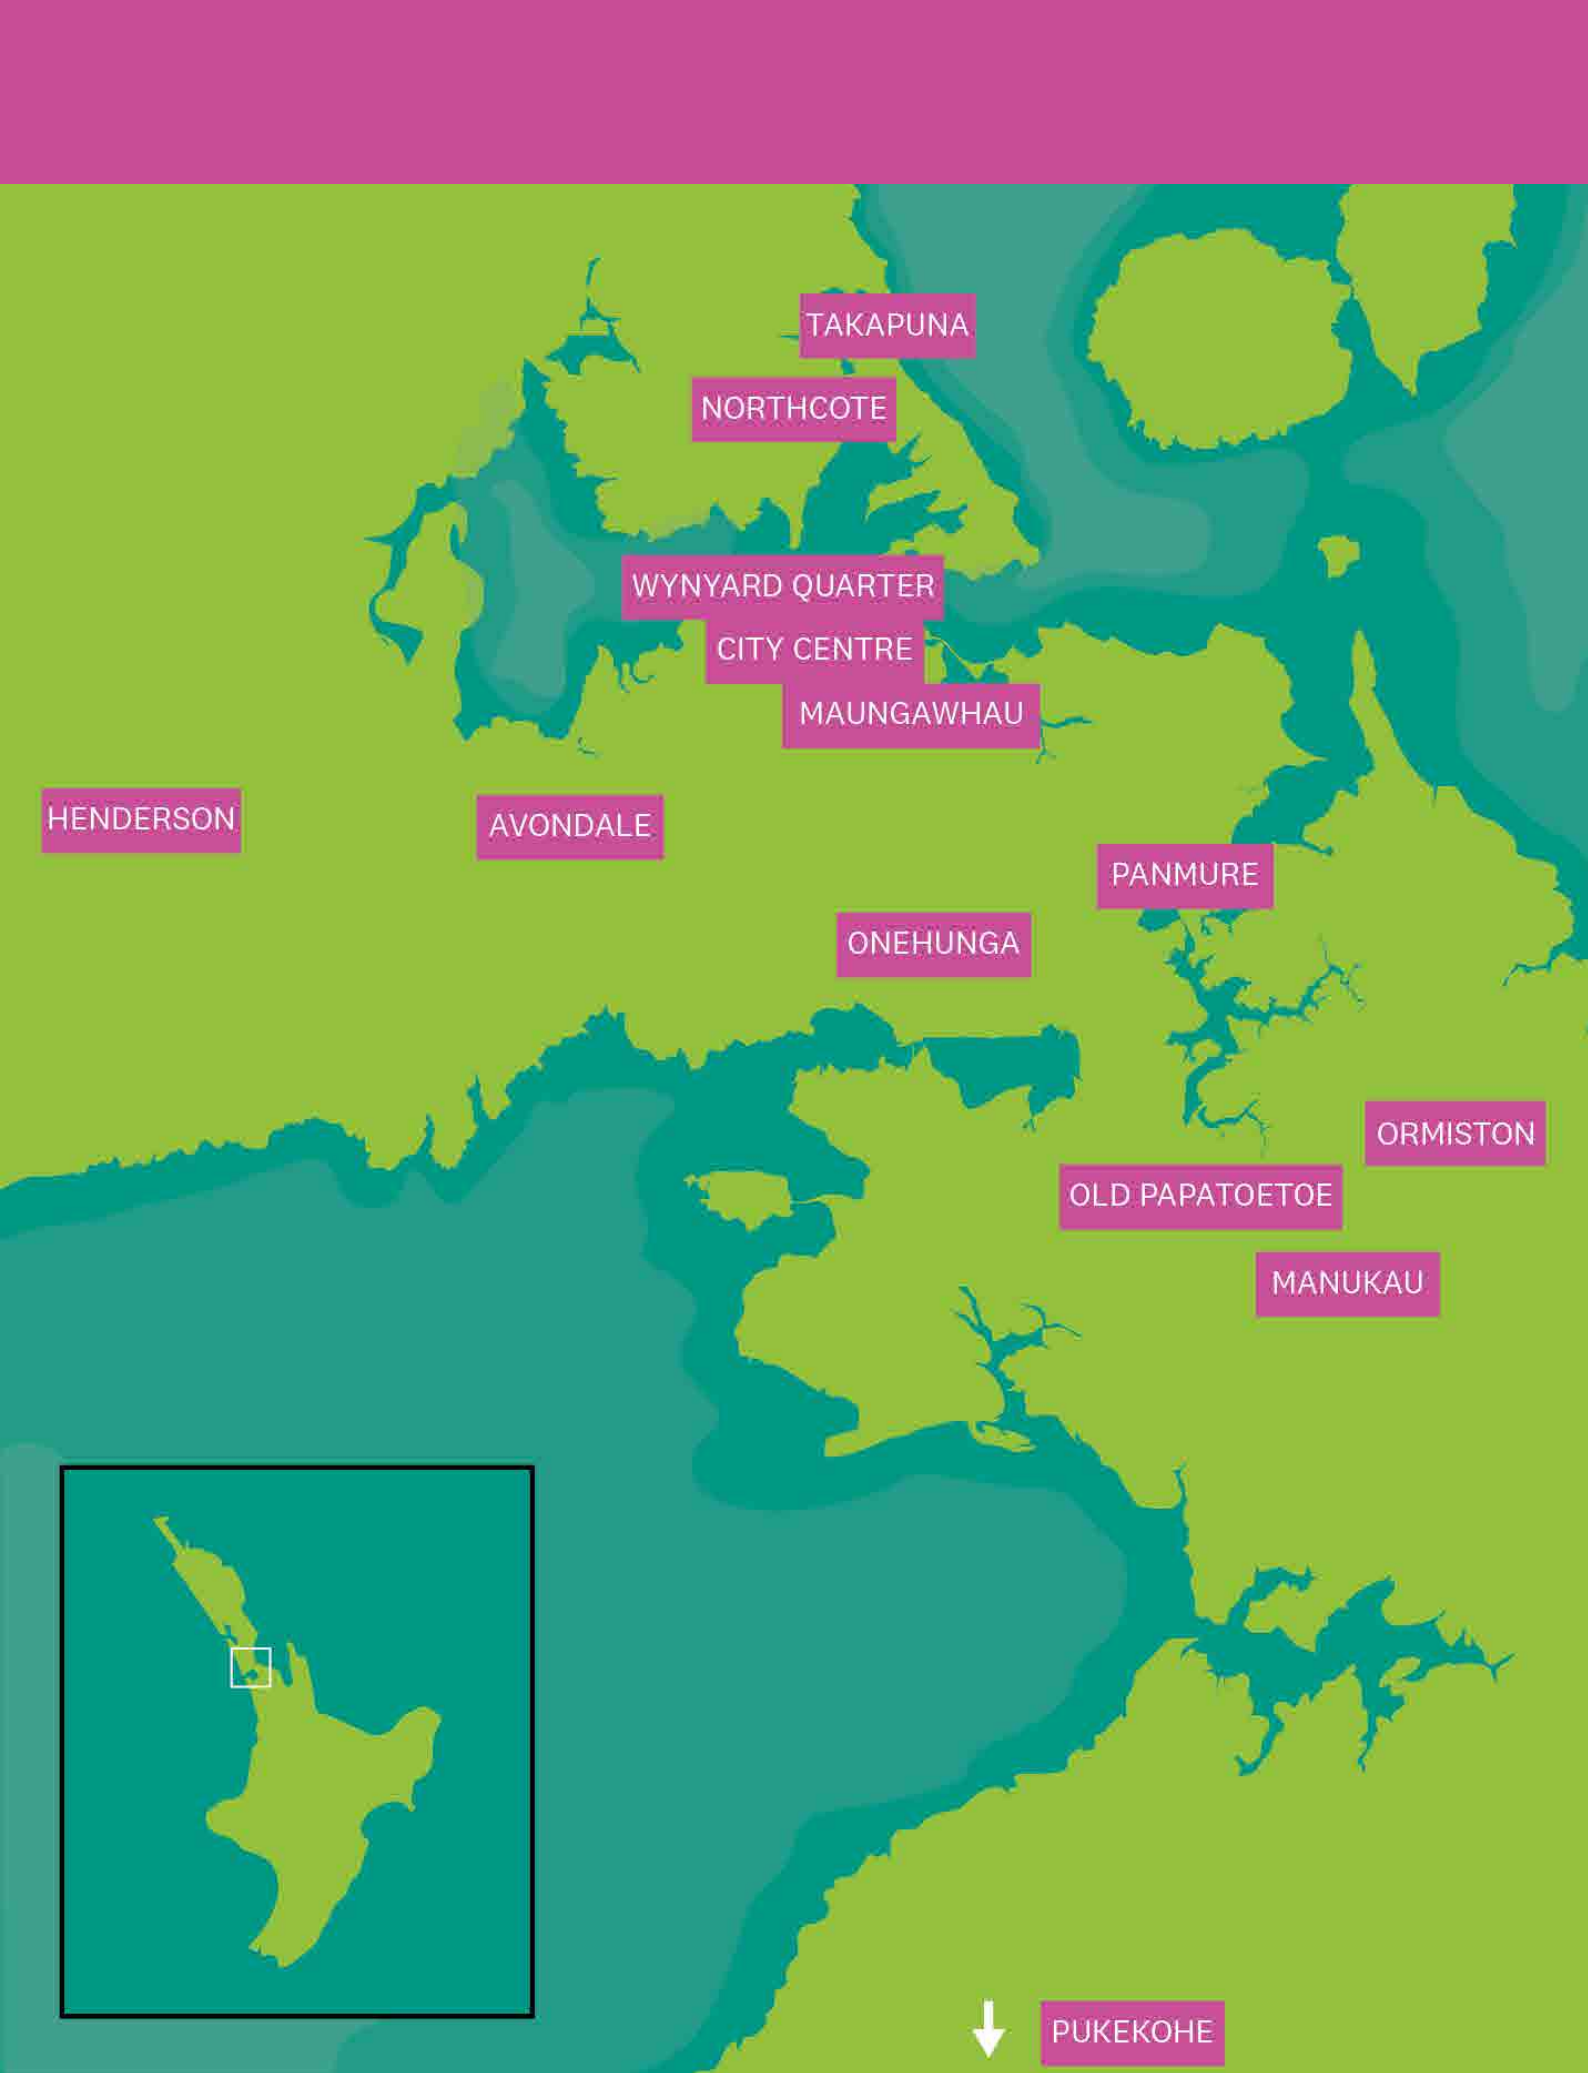 TAKAPUNA
NORTHCOTE
WYNYARD QUARTER
CITY CENTRE
MAUNGAWHAU
HENDERSON
AVONDALE
PANMURE
ONEHUNGA
ORMISTON
OLD PAPATOETOE
MANUKAU
PUKEKOHE